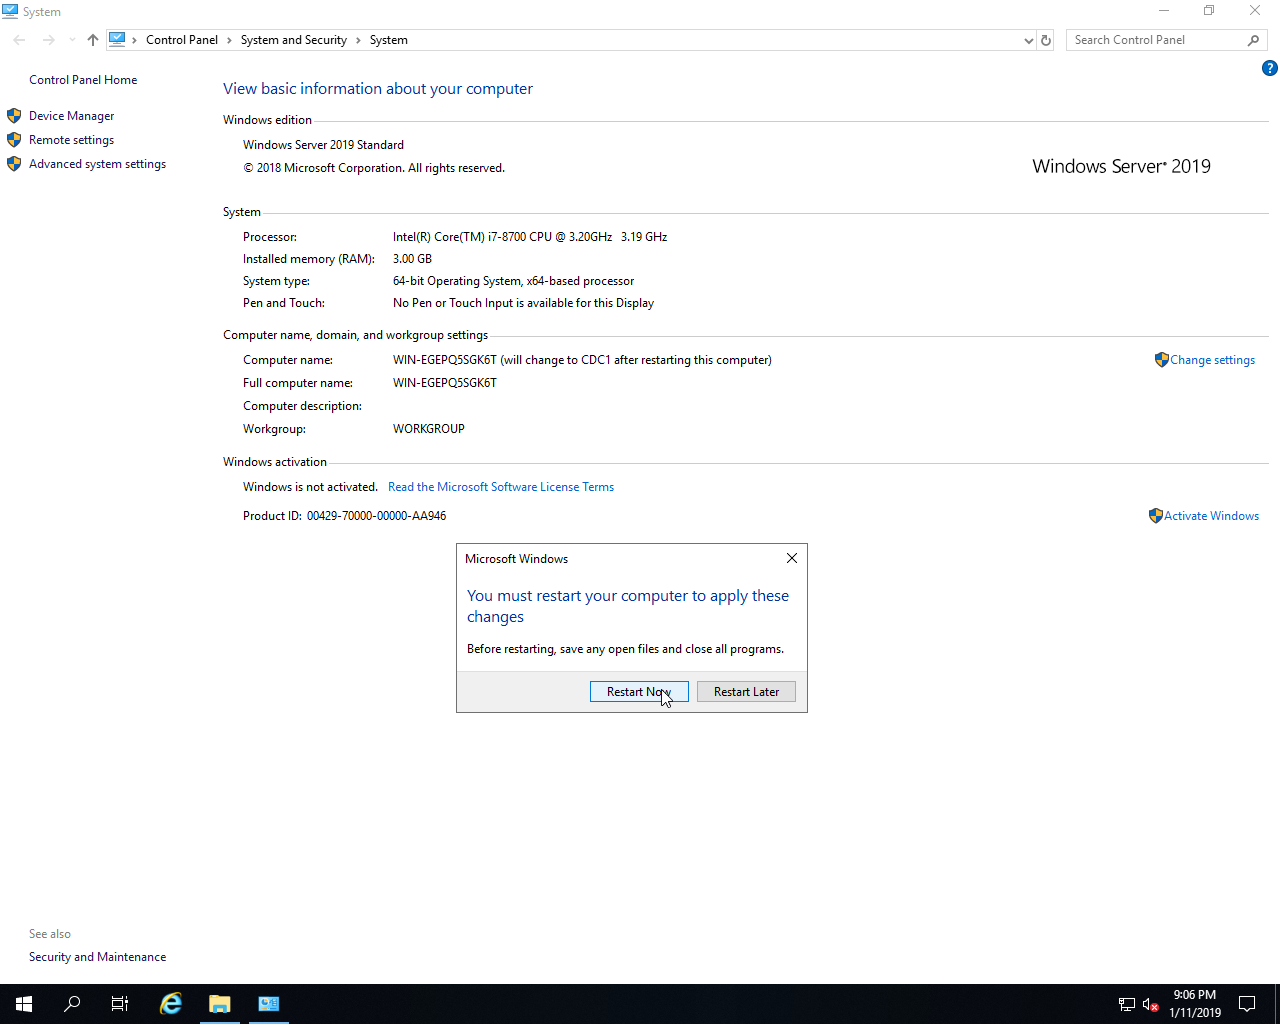 System
Control Panel > System and Security > System
Search Control Panel
Control Panel Home
Device Manager
Remote settings
Advanced system settings
View basic information about your computer
Windows edition
Windows Server 2019 Standard
© 2018 Microsoft Corporation. All rights reserved.
Windows Server® 2019
System
Processor: Intel(R) Core(TM) i7-8700 CPU @ 3.20GHz 3.19 GHz
Installed memory (RAM): 3.00 GB
System type: 64-bit Operating System, x64-based processor
Pen and Touch: No Pen or Touch Input is available for this Display
Computer name, domain, and workgroup settings
Computer name: WIN-EGEPQ5SGK6T (will change to CDC1 after restarting this computer)
Change settings
Full computer name: WIN-EGEPQ5SGK6T
Computer description:
Workgroup: WORKGROUP
Windows activation
Windows is not activated. Read the Microsoft Software License Terms
Product ID: 00429-70000-00000-AA946
Activate Windows
Microsoft Windows
You must restart your computer to apply these
changes
Before restarting, save any open files and close all programs.
Restart Now
Restart Later
See also
Security and Maintenance
9:06 PM
1/11/2019